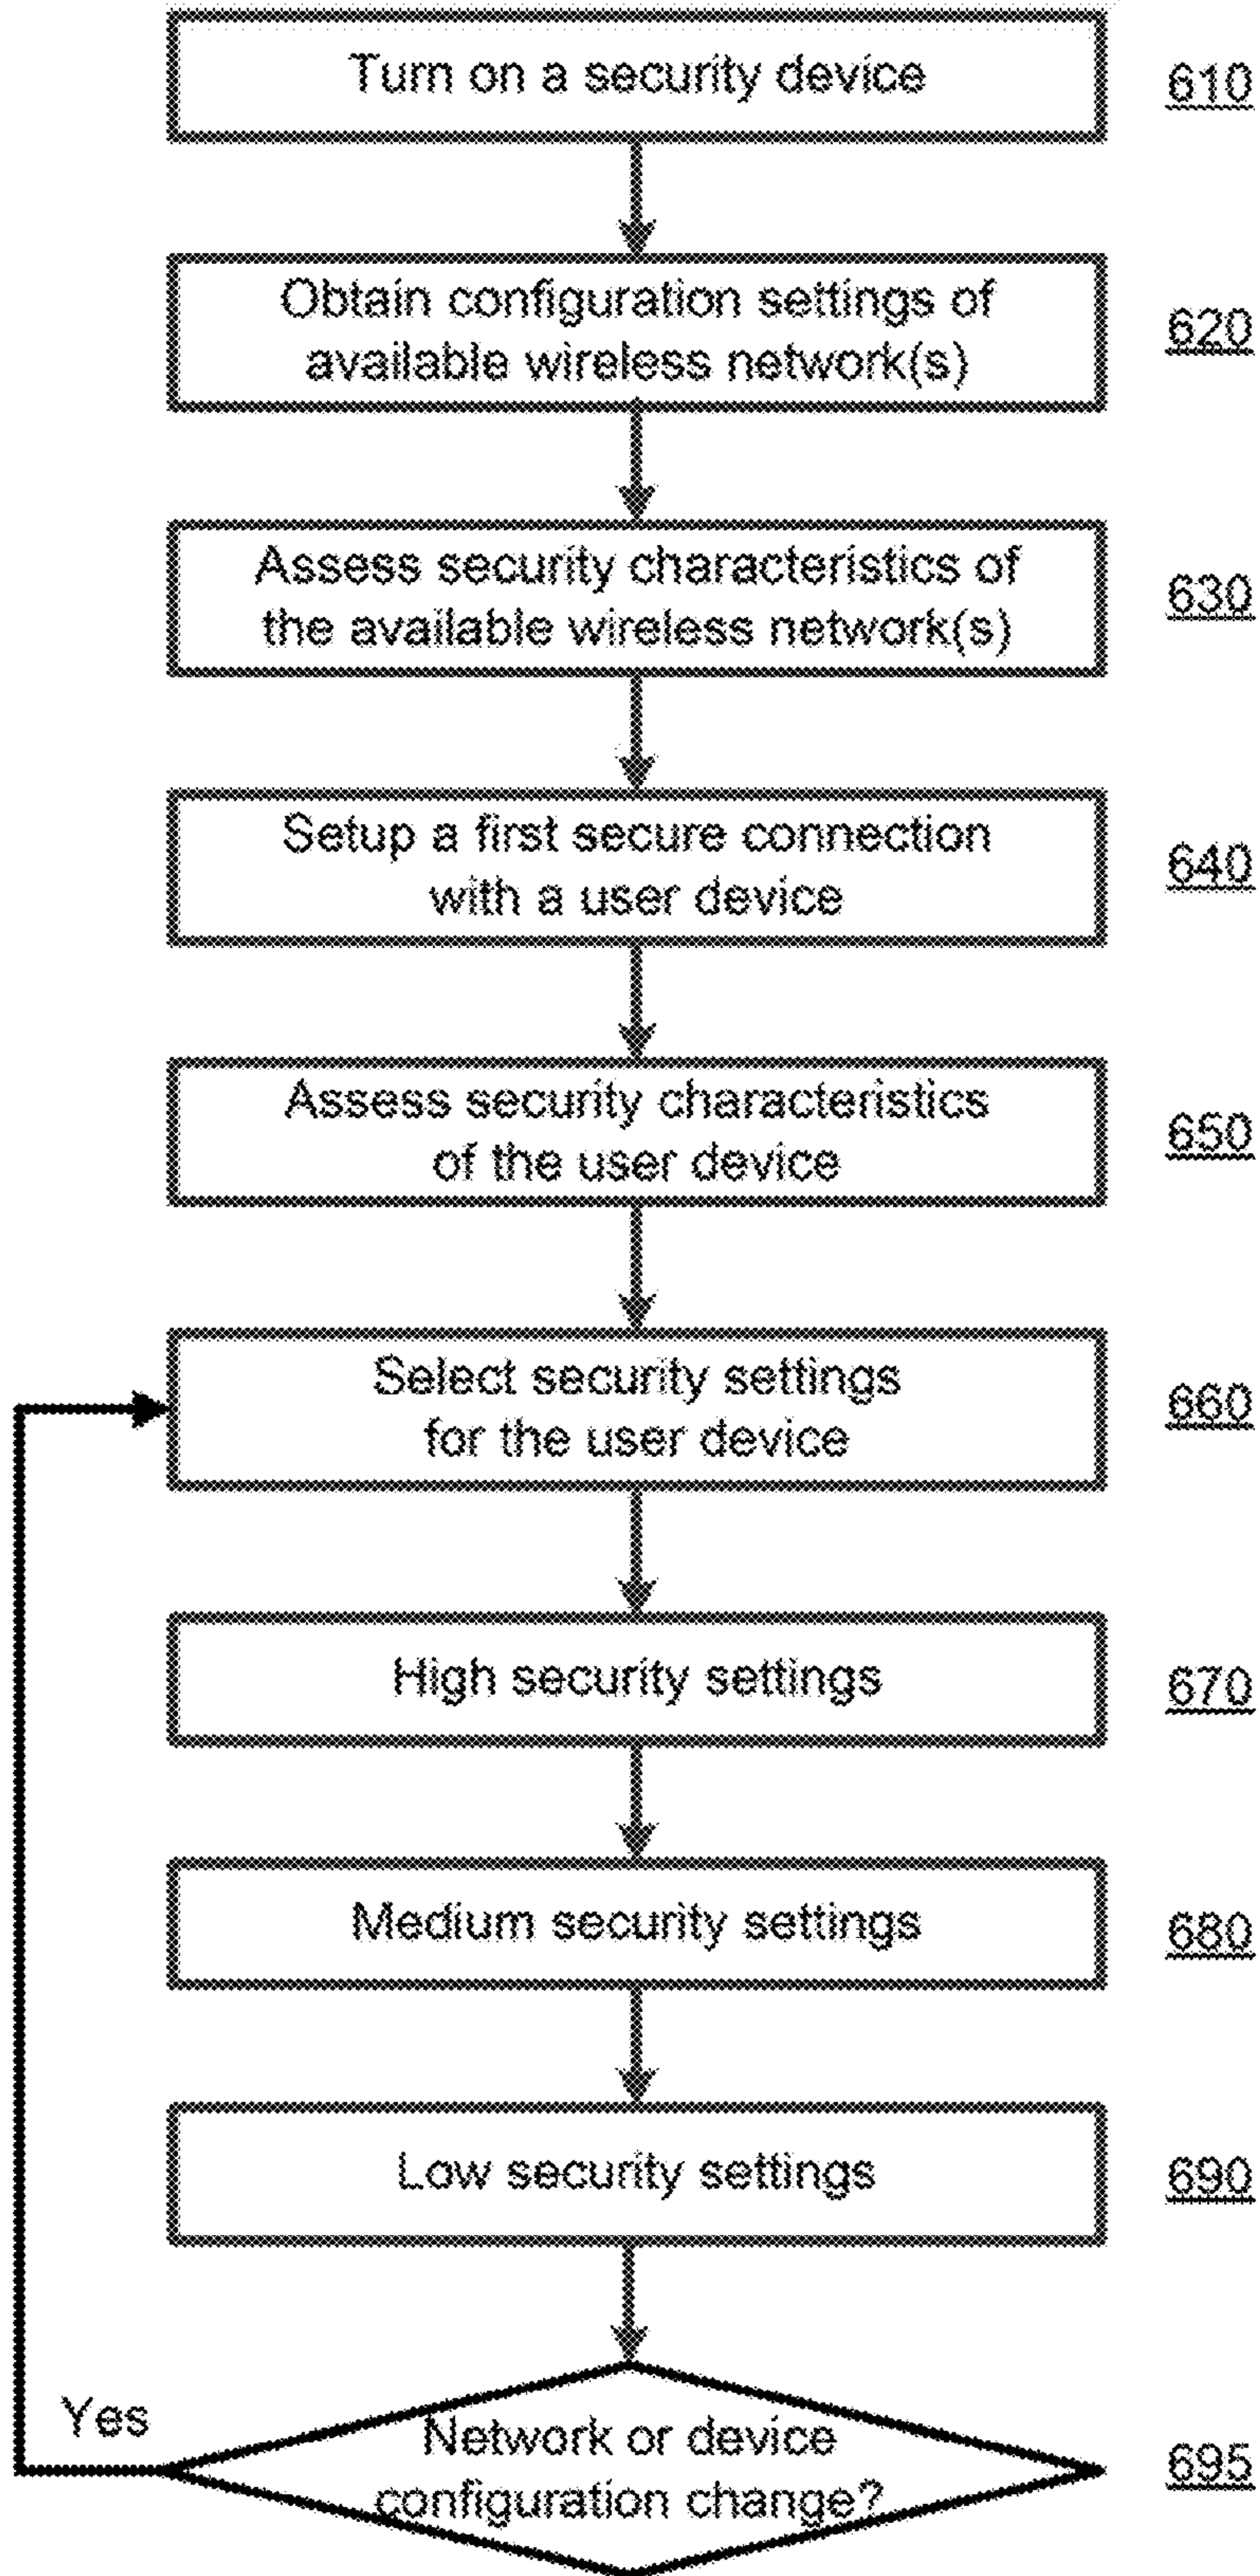 Turn on a security device
610
Obtain configuration settings of
available wireless network(s)
620
Assess security characteristics of
the available wireless network(s)
630
Setup a first secure connection
with a user device
640
Assess security characteristics
of the user device
650
Select security settings
for the user device
660
High security settings
670
Medium security settings
680
Low security settings
690
Yes
Network or device
configuration change?
695